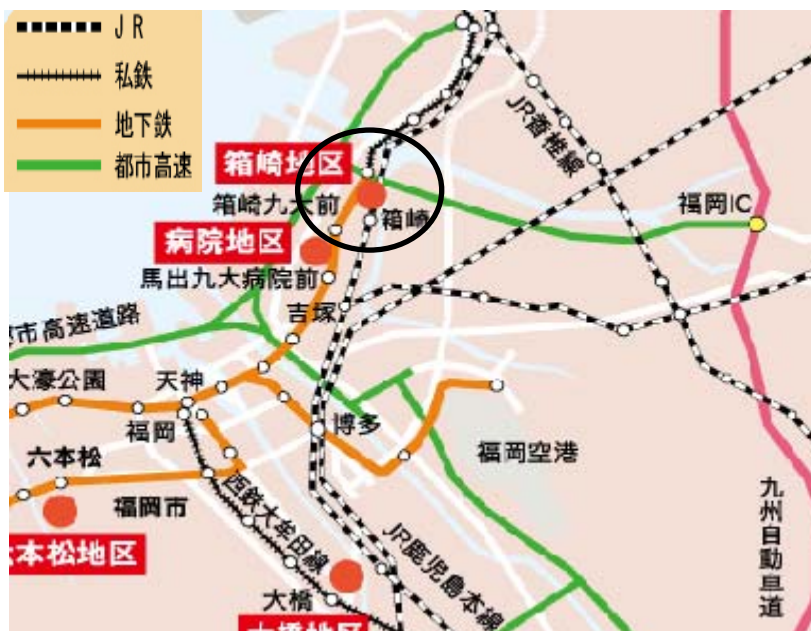 JR
私鉄
地下鉄
都市高速
JR香椎線
箱崎地区
箱崎九大前
箱崎
福岡IC
病院地区
馬出九大病院前
吉塚
市高速道路
大濠公園
天神
福岡
博多
福岡空港
六本松
福岡市
西鉄大牟田線
JR鹿児島本線
九州自動車道
本松地区
大橋
大橋地区